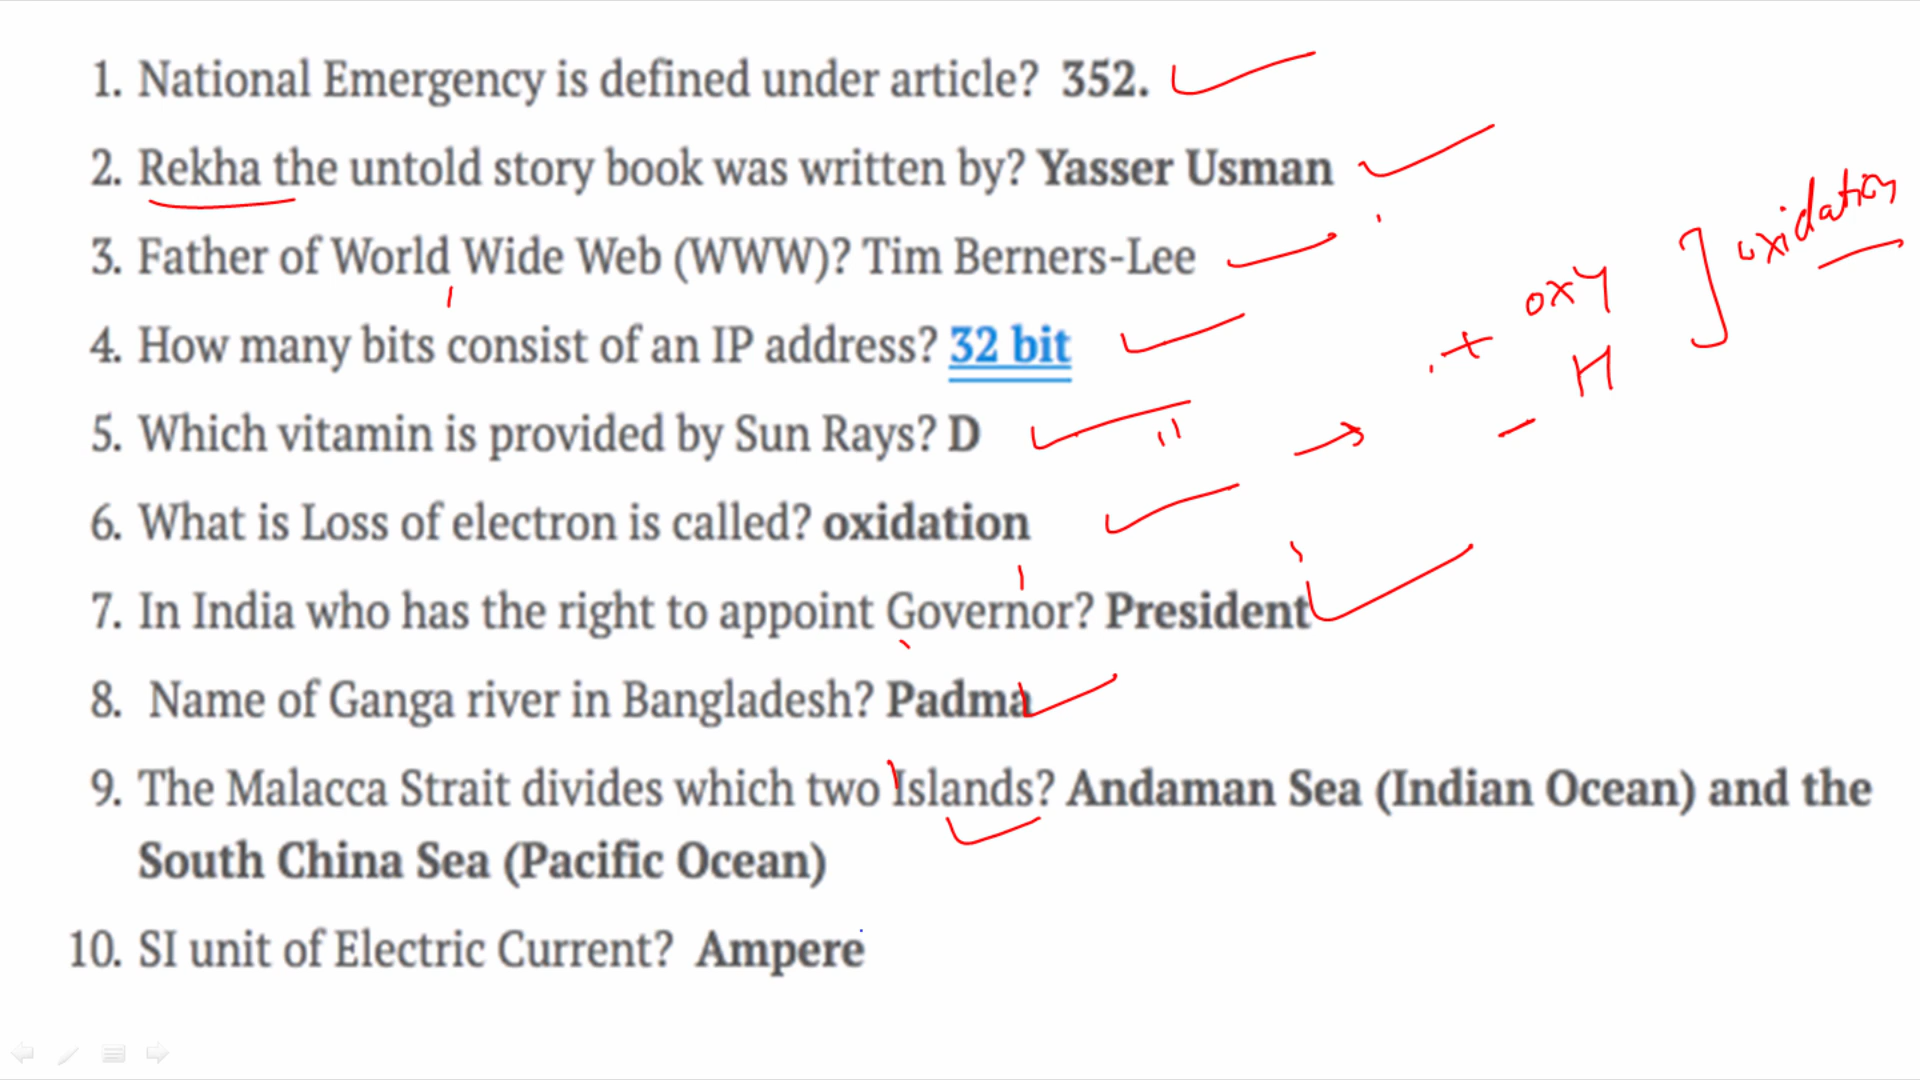 1. National Emergency is defined under article? 352.
2. Rekha the untold story book was written by? Yasser Usman
3. Father of World Wide Web (WWW)? Tim Berners-Lee
4. How many bits consist of an IP address? 32 bit
5. Which vitamin is provided by Sun Rays? D
6. What is Loss of electron is called? oxidation
7. In India who has the right to appoint Governor? President
8. Name of Ganga river in Bangladesh? Padma
9. The Malacca Strait divides which two Islands? Andaman Sea (Indian Ocean) and the
South China Sea (Pacific Ocean)
10. SI unit of Electric Current? Ampere
+ oxy
- H
oxidation